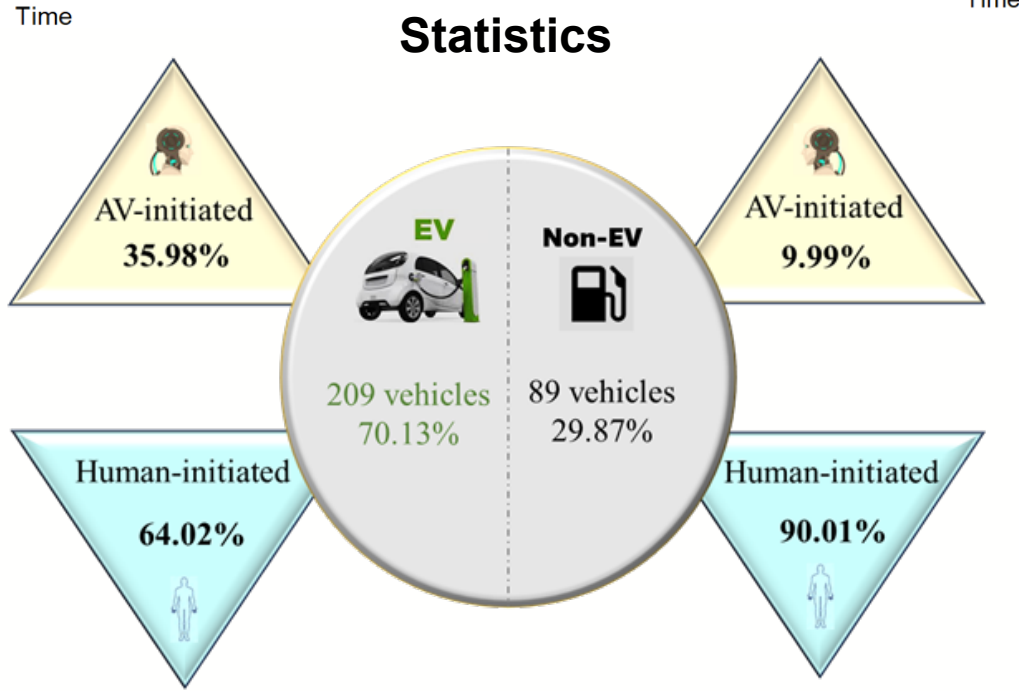 Time
Time
Statistics
AV-initiated
35.98%
AV-initiated
9.99%
EV
Non-EV
209 vehicles
70.13%
89 vehicles
29.87%
Human-initiated
64.02%
Human-initiated
90.01%